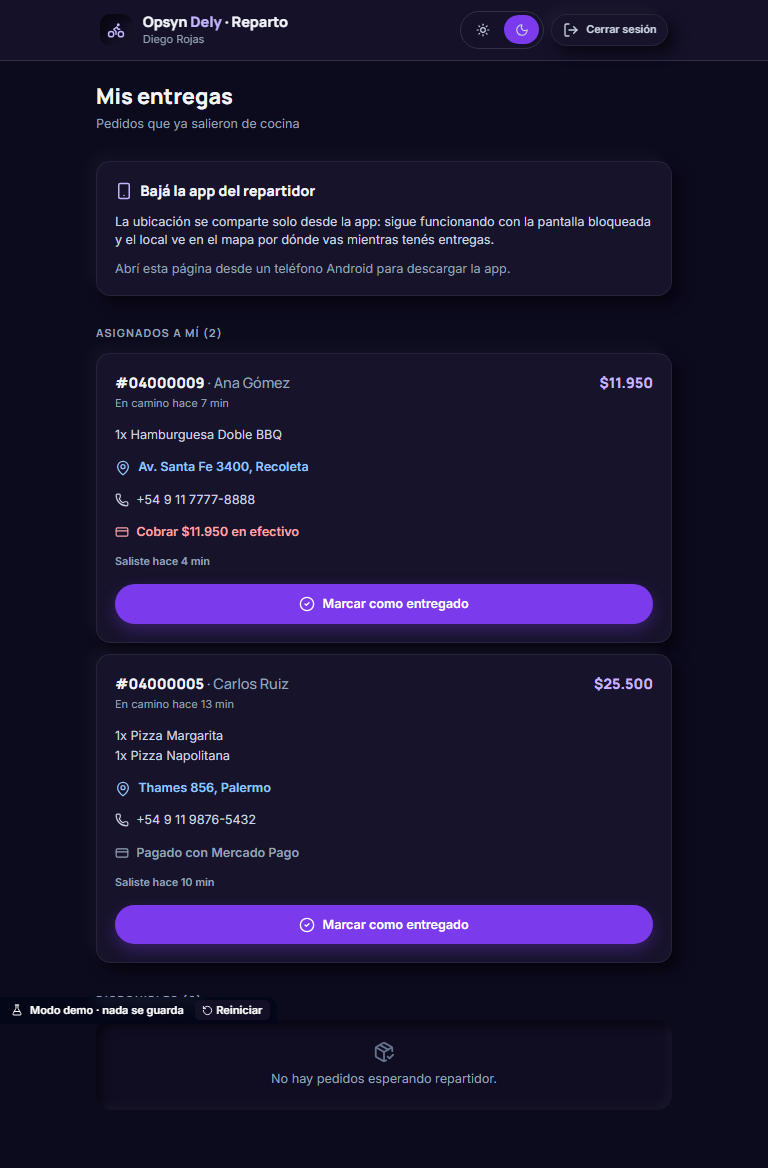 Opsyn Dely · Reparto
Diego Rojas
Cerrar sesión
Mis entregas
Pedidos que ya salieron de cocina
Bajá la app del repartidor
La ubicación se comparte solo desde la app: sigue funcionando con la pantalla bloqueada
y el local ve en el mapa por dónde vas mientras tenés entregas.
Abrí esta página desde un teléfono Android para descargar la app.
ASIGNADOS A MÍ (2)
#04000009 · Ana Gómez
$11.950
En camino hace 7 min
1x Hamburguesa Doble BBQ
Av. Santa Fe 3400, Recoleta
+54 9 11 7777-8888
Cobrar $11.950 en efectivo
Saliste hace 4 min
Marcar como entregado
#04000005 · Carlos Ruiz
$25.500
En camino hace 13 min
1x Pizza Margarita
1x Pizza Napolitana
Thames 856, Palermo
+54 9 11 9876-5432
Pagado con Mercado Pago
Saliste hace 10 min
Marcar como entregado
Modo demo · nada se guarda
Reiniciar
No hay pedidos esperando repartidor.